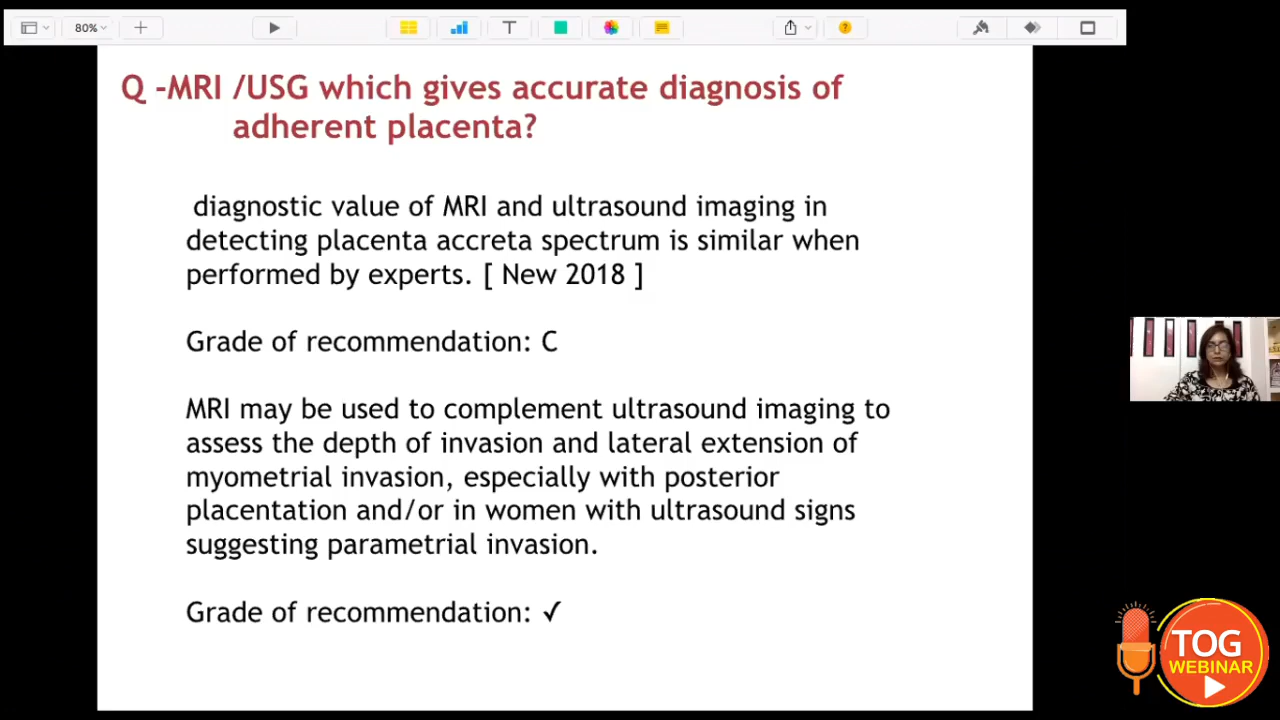 80%
Q -MRI /USG which gives accurate diagnosis of
adherent placenta?
diagnostic value of MRI and ultrasound imaging in
detecting placenta accreta spectrum is similar when
performed by experts. [ New 2018 ]
Grade of recommendation: C
MRI may be used to complement ultrasound imaging to
assess the depth of invasion and lateral extension of
myometrial invasion, especially with posterior
placentation and/or in women with ultrasound signs
suggesting parametrial invasion.
Grade of recommendation: ✓
TOG
WEBINAR